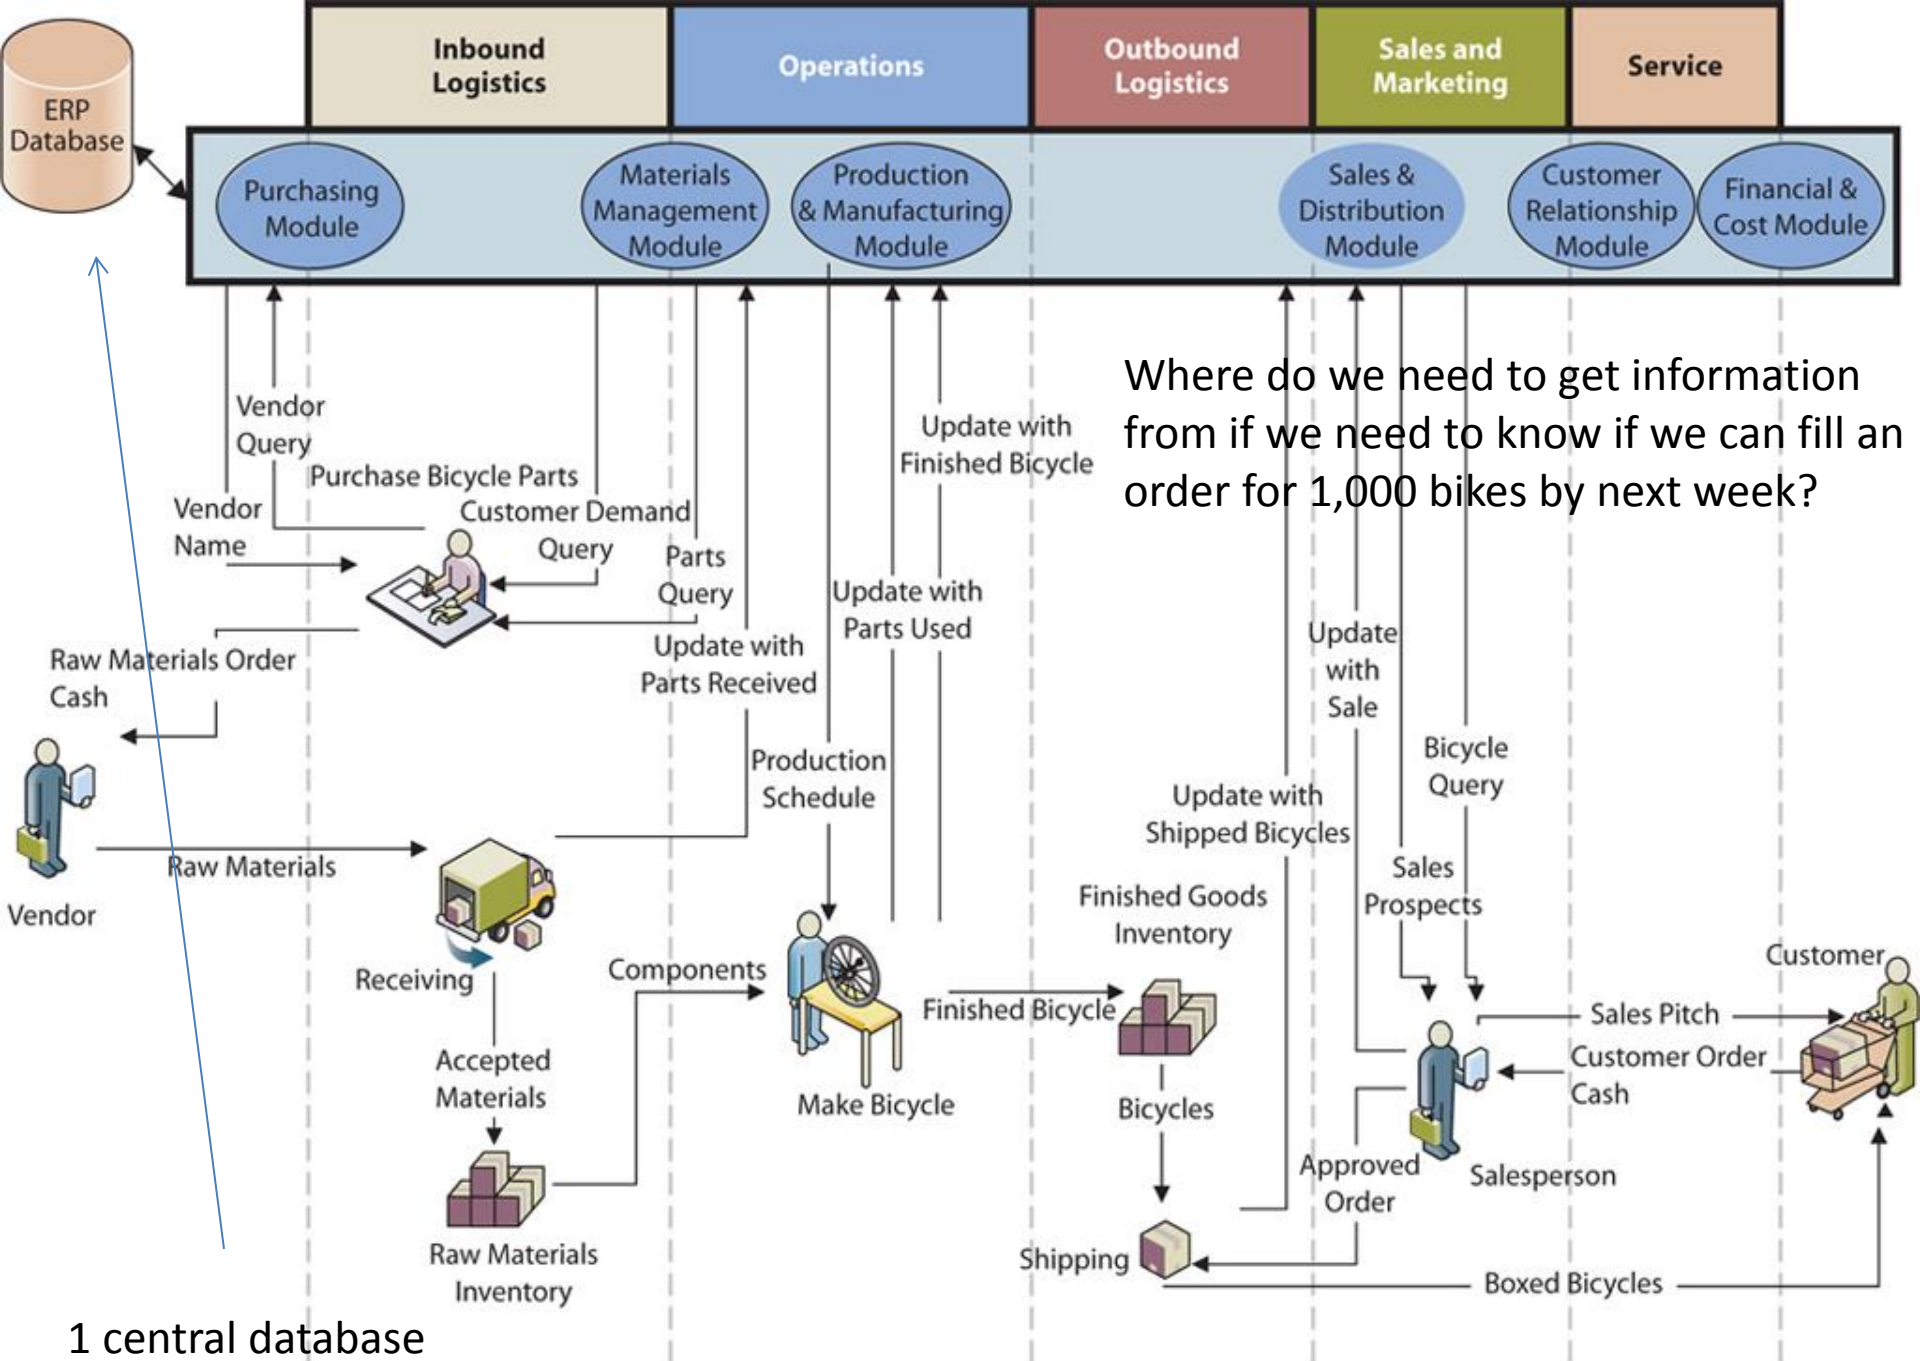 Inbound
Logistics
Operations
Outbound
Logistics
Sales and
Marketing
Service
ERP
Database
Purchasing
Module
Materials
Management
Module
Production
& Manufacturing
Module
Sales &
Distribution
Module
Customer
Relationship
Module
Financial &
Cost Module
Where do we need to get information
from if we need to know if we can fill an
order for 1,000 bikes by next week?
Vendor
Query
Purchase Bicycle Parts
Vendor
Name
Customer Demand
Query
Parts
Query
Update with
Finished Bicycle
Update with
Parts Used
Update with
Parts Received
Raw Materials Order
Cash
Update
with
Sale
Production
Schedule
Bicycle
Query
Update with
Shipped Bicycles
Sales
Prospects
Raw Materials
Vendor
Receiving
Components
Finished Goods
Inventory
Finished Bicycle
Customer
Sales Pitch
Customer Order
Cash
Accepted
Materials
Make Bicycle
Bicycles
Approved
Order
Salesperson
Raw Materials
Inventory
Shipping
Boxed Bicycles
1 central database